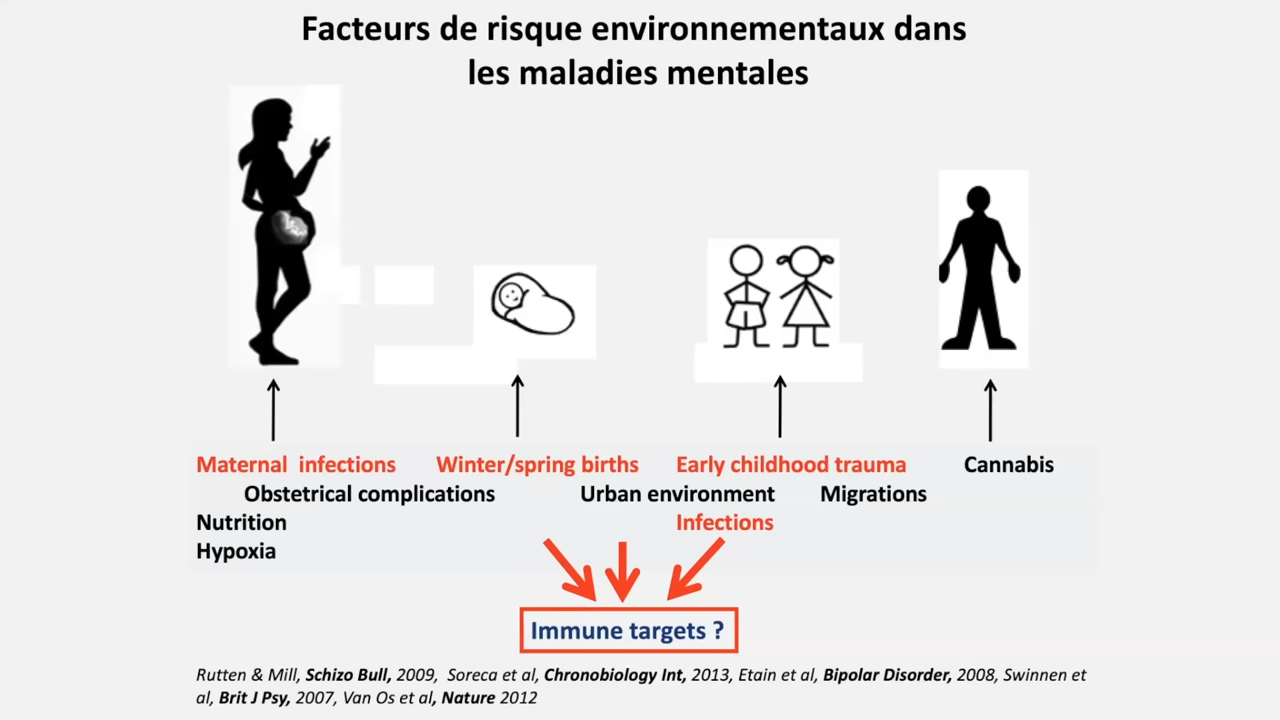 Facteurs de risque environnementaux dans
les maladies mentales
Maternal infections Winter/spring births Early childhood trauma Cannabis
Obstetrical complications Urban environment Migrations
Nutrition Infections
Hypoxia
Immune targets ?
Rutten & Mill, Schizo Bull, 2009, Soreca et al, Chronobiology Int, 2013, Etain et al, Bipolar Disorder, 2008, Swinnen et
al, Brit J Psy, 2007, Van Os et al, Nature 2012